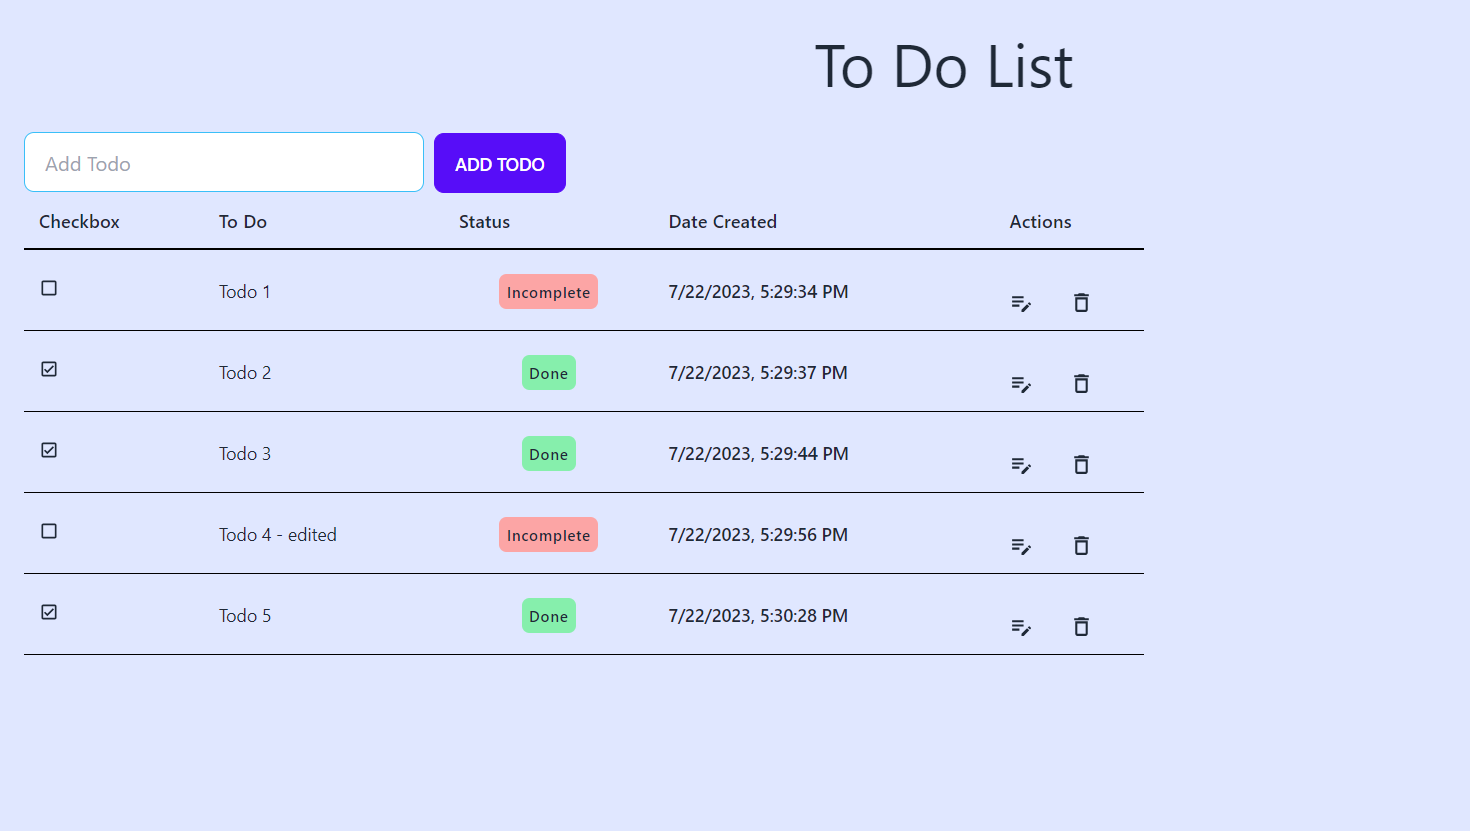 To Do List
Add Todo ADD TODO
Checkbox To Do Status Date Created Actions
Todo 1 Incomplete 7/22/2023, 5:29:34 PM
Todo 2 Done 7/22/2023, 5:29:37 PM
Todo 3 Done 7/22/2023, 5:29:44 PM
Todo 4 - edited Incomplete 7/22/2023, 5:29:56 PM
Todo 5 Done 7/22/2023, 5:30:28 PM